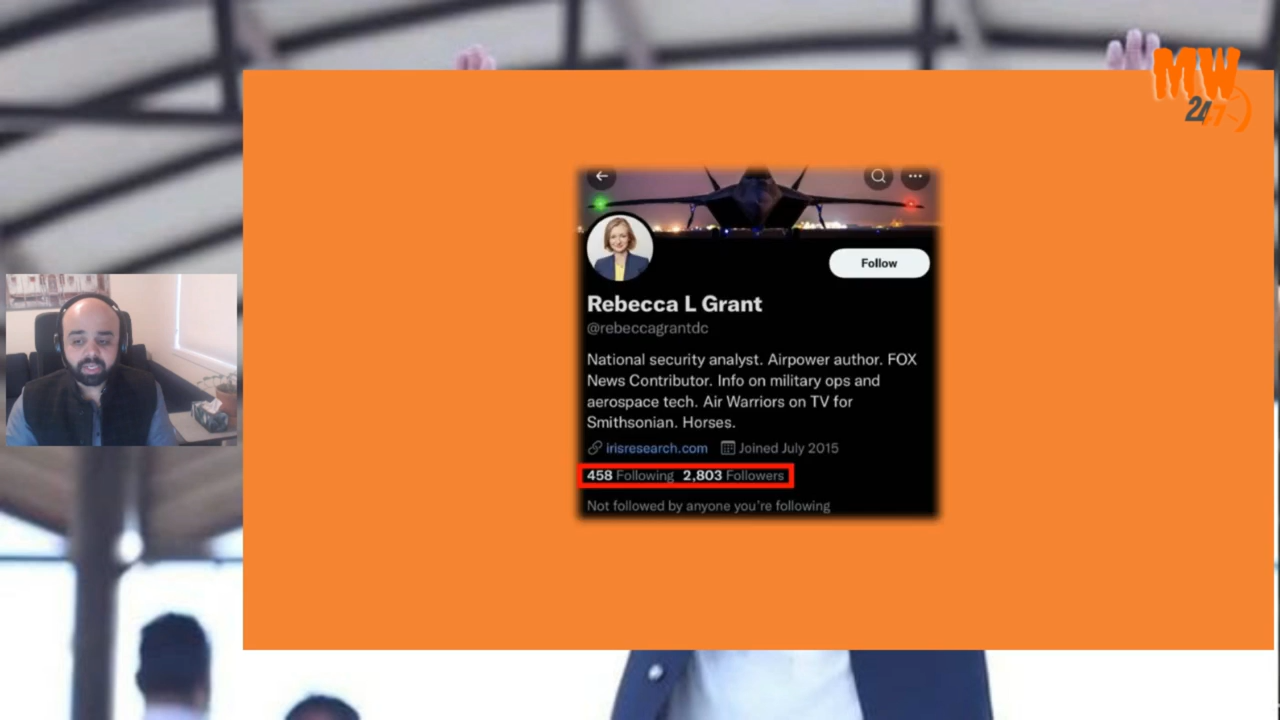 MW
24/7
Follow
Rebecca L Grant
@rebeccagrantdc
National security analyst. Airpower author. FOX
News Contributor. Info on military ops and
aerospace tech. Air Warriors on TV for
Smithsonian. Horses.
irisresearch.com Joined July 2015
458 Following 2,803 Followers
Not followed by anyone you're following